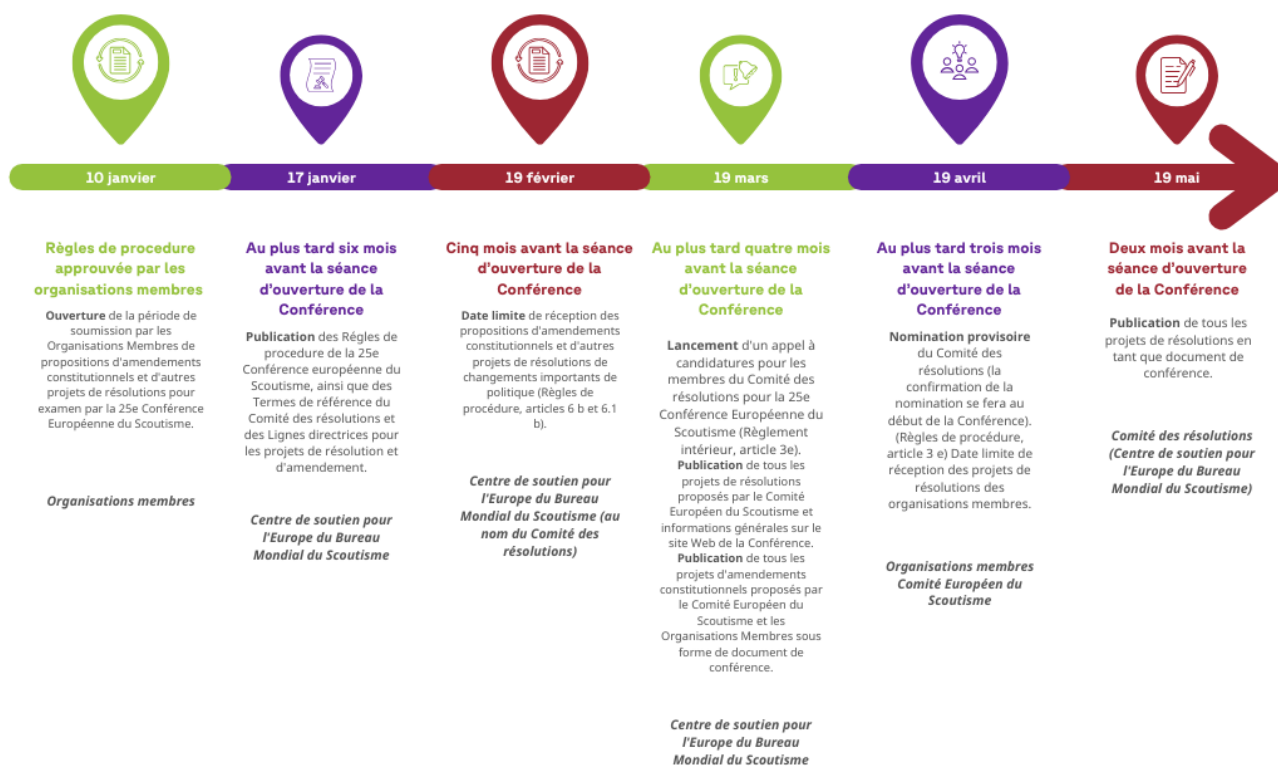 10 janvier
17 janvier
19 février
19 mars
19 avril
19 mai
Règles de procedure
approuvée par les
organisations membres
Ouverture de la période de
soumission par les
Organisations Membres de
propositions d'amendements
constitutionnels et d'autres
projets de résolutions pour
examen par la 25e Conférence
Européenne du Scoutisme.
Organisations membres
Au plus tard six mois
avant la séance
d'ouverture de la
Conférence
Publication des Régles de
procedure de la 25e
Conférence européenne du
Scoutisme, ainsi que des
Termes de référence du
Comité des résolutions et
des Lignes directrices pour
les projets de résolution et
d'amendement.
Centre de soutien pour
l'Europe du Bureau
Mondial du Scoutisme
Cinq mois avant la séance
d'ouverture de la
Conférence
Date limite de réception des
propositions d'amendements
constitutionnels et d'autres
projets de résolutions de
changements importants de
politique (Règles de
procédure, articles 6 b et 6.1
b).
Centre de soutien pour
l'Europe du Bureau
Mondial du Scoutisme (au
nom du Comité des
résolutions)
Au plus tard quatre mois
avant la séance
d'ouverture de la
Conférence
Lancement d'un appel à
candidatures pour les
membres du Comité des
résolutions pour la 25e
Conférence Européenne du
Scoutisme (Règlement
intérieur, article 3e).
Publication de tous les
projets de résolutions
proposés par le Comité
Européen du Scoutisme et
informations générales sur le
site Web de la Conférence.
Publication de tous les
projets d'amendements
constitutionnels proposés par
le Comité Européen du
Scoutisme et les
Organisations Membres sous
forme de document de
conférence.
Centre de soutien pour
l'Europe du Bureau
Mondial du Scoutisme
Au plus tard trois mois
avant la séance
d'ouverture de la
Conférence
Nomination provisoire
du Comité des
résolutions (la
confirmation de la
nomination se fera au
début de la Conférence).
(Règles de procédure,
article 3 e) Date limite de
réception des projets de
résolutions des
organisations membres.
Organisations membres
Comité Européen du
Scoutisme
Deux mois avant la
séance d'ouverture
de la Conférence
Publication de tous les
projets de résolutions en
tant que document de
conférence.
Comité des résolutions
(Centre de soutien pour
l'Europe du Bureau
Mondial du Scoutisme)